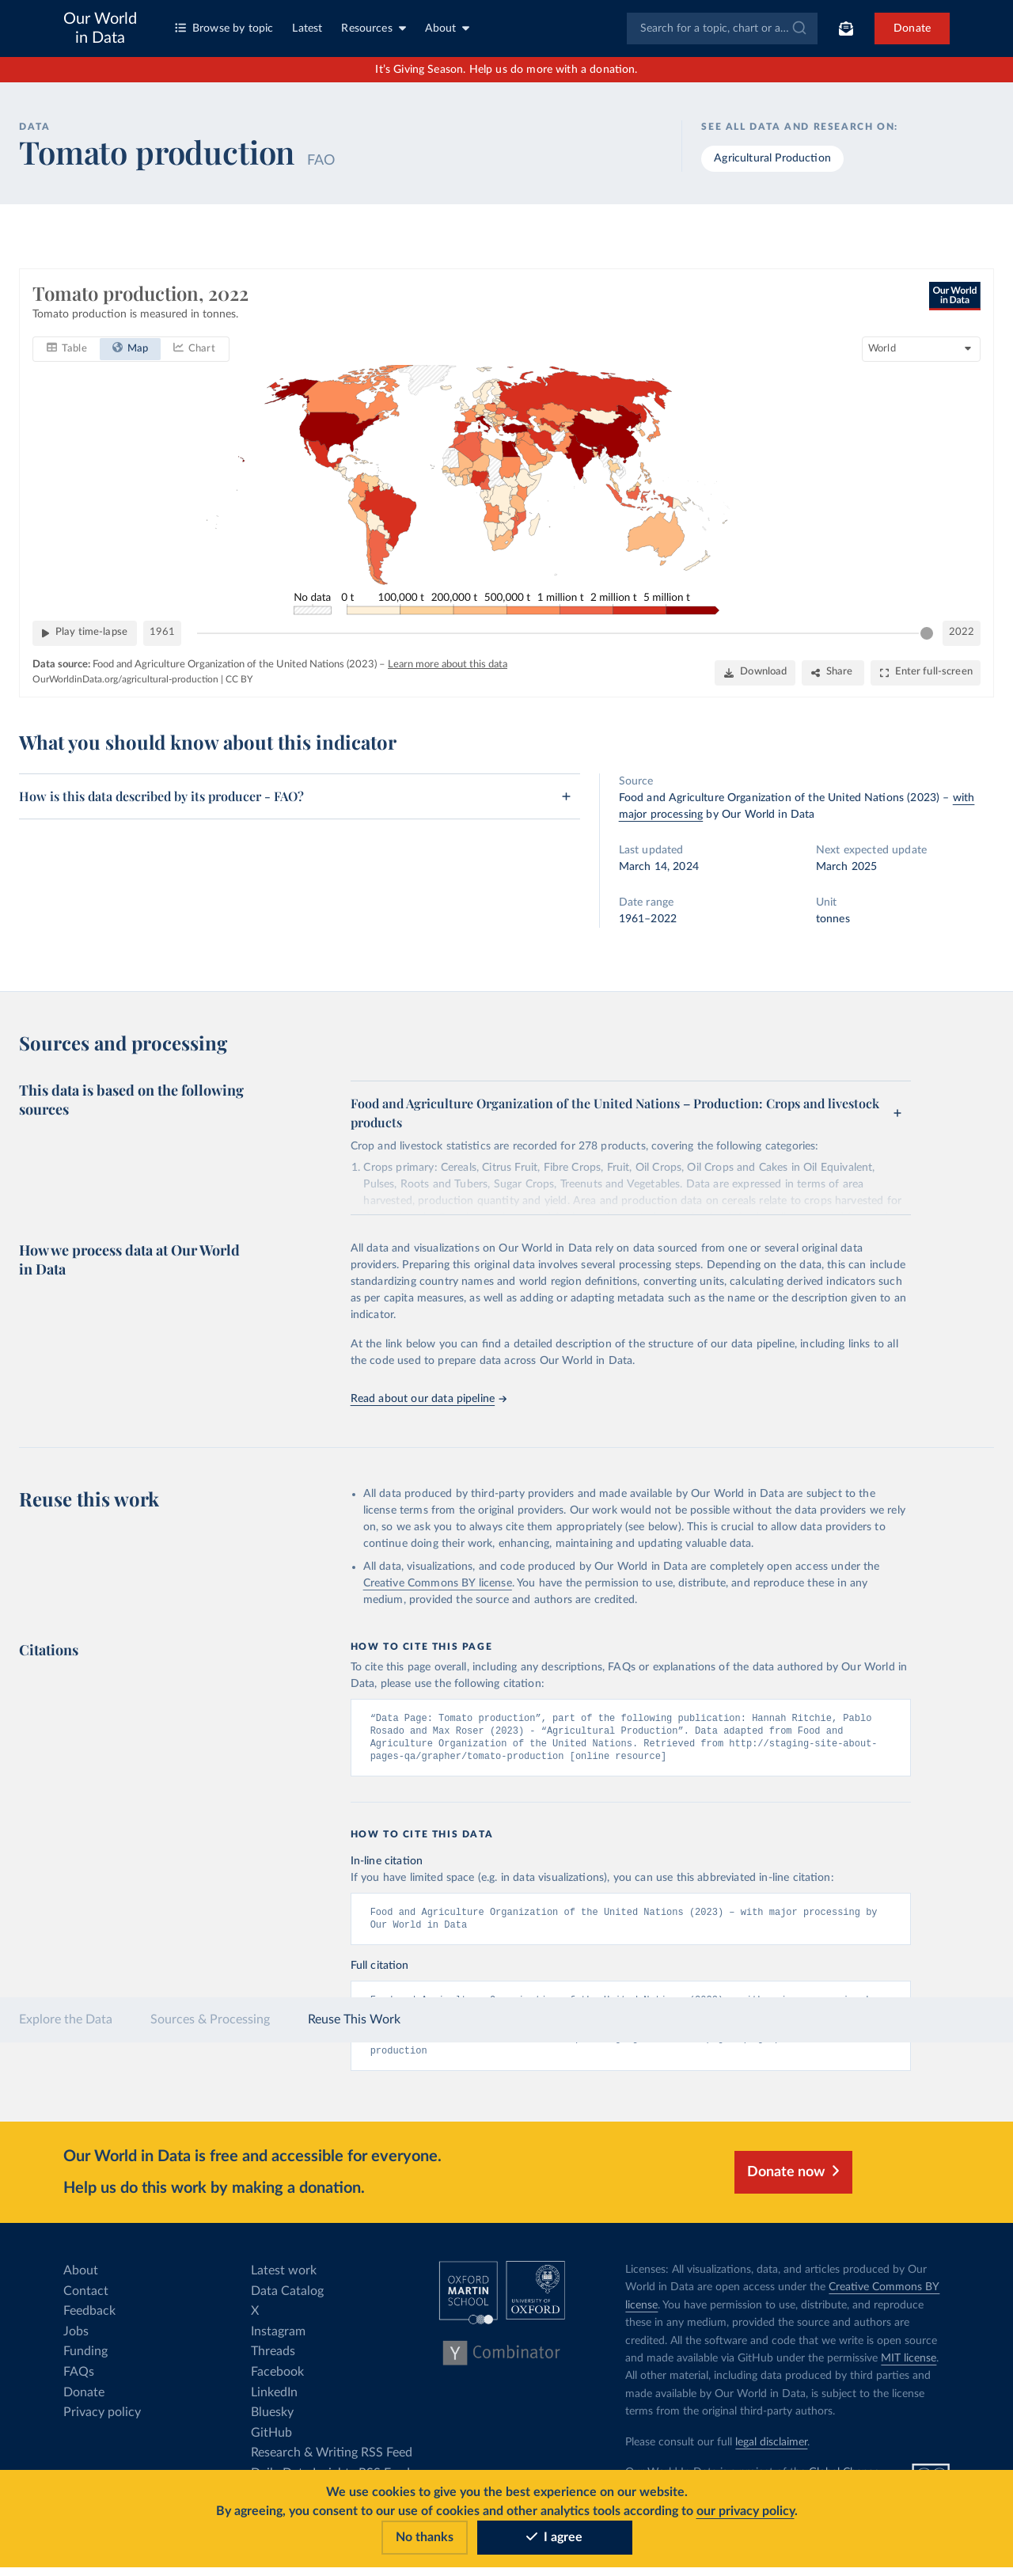 Our World
in Data
Browse by topic
Latest
Resources
About
Search for a topic, chart or a...
Donate
It's Giving Season. Help us do more with a donation.
DATA
Tomato production FAO
SEE ALL DATA AND RESEARCH ON:
Agricultural Production
Tomato production, 2022
Tomato production is measured in tonnes.
Our World
in Data
Table
Map
Chart
World
No data
0 t
100,000 t
200,000 t
500,000 t
1 million t
2 million t
5 million t
Play time-lapse
1961
2022
Data source: Food and Agriculture Organization of the United Nations (2023) – Learn more about this data
OurWorldinData.org/agricultural-production | CC BY
Download
Share
Enter full-screen
What you should know about this indicator
How is this data described by its producer - FAO?
Source
Food and Agriculture Organization of the United Nations (2023) – with
major processing by Our World in Data
Last updated
March 14, 2024
Next expected update
March 2025
Date range
1961–2022
Unit
tonnes
Sources and processing
This data is based on the following
sources
Food and Agriculture Organization of the United Nations – Production: Crops and livestock
products
Crop and livestock statistics are recorded for 278 products, covering the following categories:
1. Crops primary: Cereals, Citrus Fruit, Fibre Crops, Fruit, Oil Crops, Oil Crops and Cakes in Oil Equivalent,
Pulses, Roots and Tubers, Sugar Crops, Treenuts and Vegetables. Data are expressed in terms of area
harvested, production quantity and yield. Area and production data on cereals relate to crops harvested for
How we process data at Our World
in Data
All data and visualizations on Our World in Data rely on data sourced from one or several original data
providers. Preparing this original data involves several processing steps. Depending on the data, this can include
standardizing country names and world region definitions, converting units, calculating derived indicators such
as per capita measures, as well as adding or adapting metadata such as the name or the description given to an
indicator.
At the link below you can find a detailed description of the structure of our data pipeline, including links to all
the code used to prepare data across Our World in Data.
Read about our data pipeline →
Reuse this work
• All data produced by third-party providers and made available by Our World in Data are subject to the
license terms from the original providers. Our work would not be possible without the data providers we rely
on, so we ask you to always cite them appropriately (see below). This is crucial to allow data providers to
continue doing their work, enhancing, maintaining and updating valuable data.
• All data, visualizations, and code produced by Our World in Data are completely open access under the
Creative Commons BY license. You have the permission to use, distribute, and reproduce these in any
medium, provided the source and authors are credited.
Citations
HOW TO CITE THIS PAGE
To cite this page overall, including any descriptions, FAQs or explanations of the data authored by Our World in
Data, please use the following citation:
“Data Page: Tomato production”, part of the following publication: Hannah Ritchie, Pablo
Rosado and Max Roser (2023) - “Agricultural Production”. Data adapted from Food and
Agriculture Organization of the United Nations. Retrieved from http://staging-site-about-
pages-qa/grapher/tomato-production [online resource]
HOW TO CITE THIS DATA
In-line citation
If you have limited space (e.g. in data visualizations), you can use this abbreviated in-line citation:
Food and Agriculture Organization of the United Nations (2023) – with major processing by
Our World in Data
Full citation
Explore the Data
Sources & Processing
Reuse This Work
production
Our World in Data is free and accessible for everyone.
Help us do this work by making a donation.
Donate now
About
Contact
Feedback
Jobs
Funding
FAQs
Donate
Privacy policy
Latest work
Data Catalog
X
Instagram
Threads
Facebook
LinkedIn
Bluesky
GitHub
Research & Writing RSS Feed
OXFORD
MARTIN
SCHOOL
UNIVERSITY OF
OXFORD
Y Combinator
Licenses: All visualizations, data, and articles produced by Our
World in Data are open access under the Creative Commons BY
license. You have permission to use, distribute, and reproduce
these in any medium, provided the source and authors are
credited. All the software and code that we write is open source
and made available via GitHub under the permissive MIT license.
All other material, including data produced by third parties and
made available by Our World in Data, is subject to the license
terms from the original third-party authors.
Please consult our full legal disclaimer.
We use cookies to give you the best experience on our website.
By agreeing, you consent to our use of cookies and other analytics tools according to our privacy policy.
No thanks
I agree